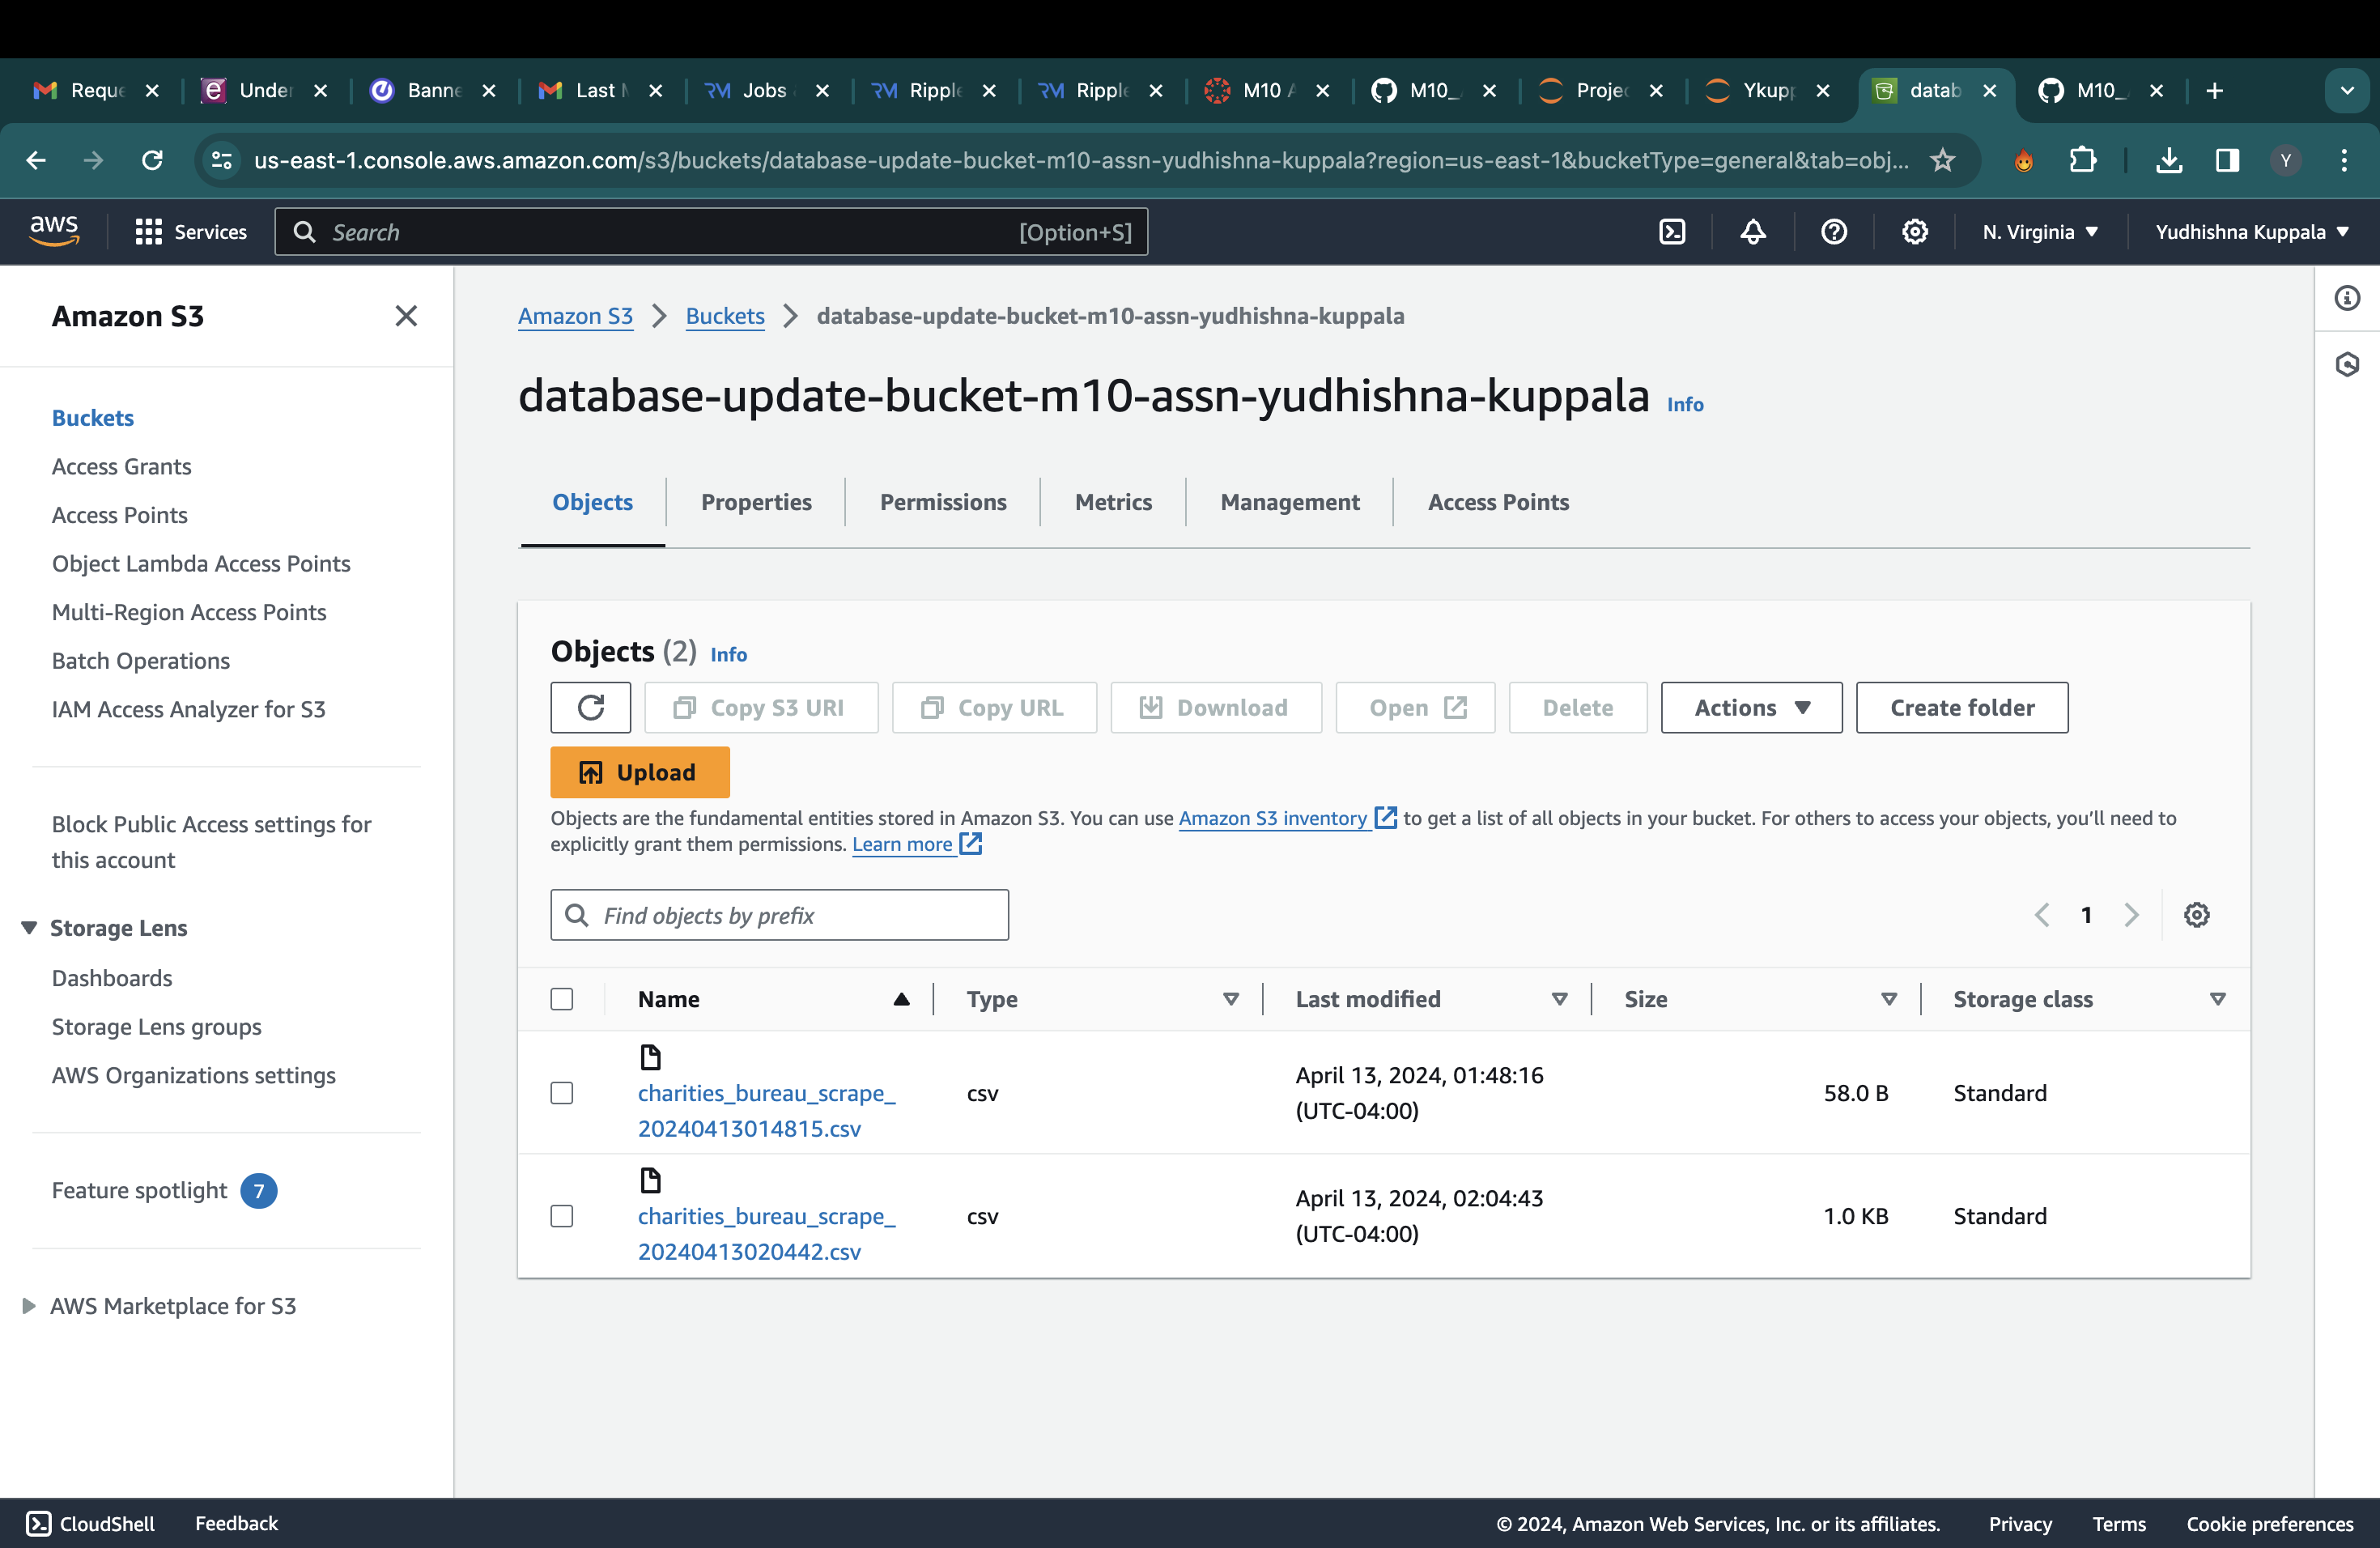 Reque
Under
Banne
Last M
Jobs
Ripple
Ripple
M10 A
M10_
Projec
Ykupp
datab
M10_
us-east-1.console.aws.amazon.com/s3/buckets/database-update-bucket-m10-assn-yudhishna-kuppala?region=us-east-1&bucketType=general&tab=obj...
Y
aws
Services
Search
[Option+S]
N. Virginia
Yudhishna Kuppala
Amazon S3
Buckets
Access Grants
Access Points
Object Lambda Access Points
Multi-Region Access Points
Batch Operations
IAM Access Analyzer for S3
Block Public Access settings for
this account
Storage Lens
Dashboards
Storage Lens groups
AWS Organizations settings
Feature spotlight 7
AWS Marketplace for S3
Amazon S3 > Buckets > database-update-bucket-m10-assn-yudhishna-kuppala
database-update-bucket-m10-assn-yudhishna-kuppala Info
Objects
Properties
Permissions
Metrics
Management
Access Points
Objects (2) Info
Copy S3 URI
Copy URL
Download
Open
Delete
Actions
Create folder
Upload
Objects are the fundamental entities stored in Amazon S3. You can use Amazon S3 inventory to get a list of all objects in your bucket. For others to access your objects, you’ll need to
explicitly grant them permissions. Learn more
Find objects by prefix
1
Name
Type
Last modified
Size
Storage class
charities_bureau_scrape_
20240413014815.csv
csv
April 13, 2024, 01:48:16
(UTC-04:00)
58.0 B
Standard
charities_bureau_scrape_
20240413020442.csv
csv
April 13, 2024, 02:04:43
(UTC-04:00)
1.0 KB
Standard
CloudShell
Feedback
© 2024, Amazon Web Services, Inc. or its affiliates.
Privacy
Terms
Cookie preferences